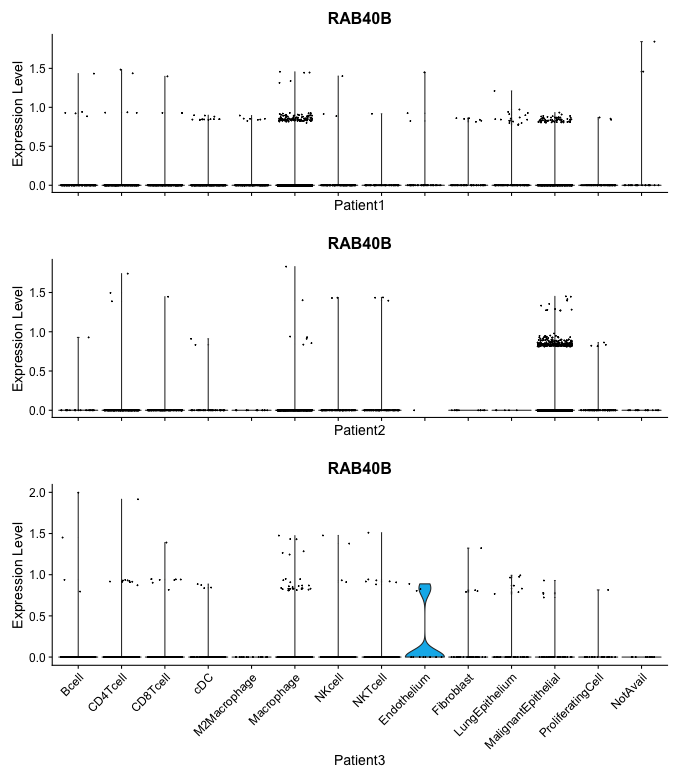 RAB40B
Expression Level
1.5
1.0
0.5
0.0
Patient1
RAB40B
Expression Level
1.5
1.0
0.5
0.0
Patient2
RAB40B
Expression Level
2.0
1.5
1.0
0.5
0.0
Bcell
CD4Tcell
CD8Tcell
cDC
M2Macrophage
Macrophage
NKcell
NKTcell
Endothelium
Fibroblast
LungEpithelium
MalignantEpithelial
ProliferatingCell
NotAvail
Patient3